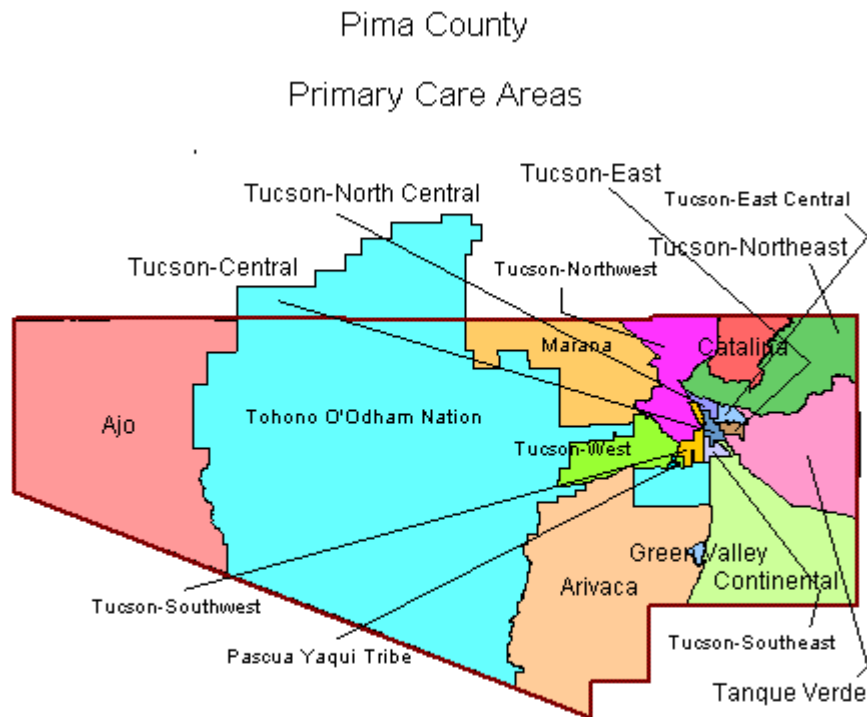 Pima County
Primary Care Areas
Tucson-East
Tucson-North Central
Tucson-East Central
Tucson-Northeast
Tucson-Central
Tucson-Northwest
Marana
Catalina
Ajo
Tohono O'Odham Nation
Tucson-West
Green Valley
Continental
Arivaca
Tucson-Southwest
Tucson-Southeast
Pascua Yaqui Tribe
Tanque Verde